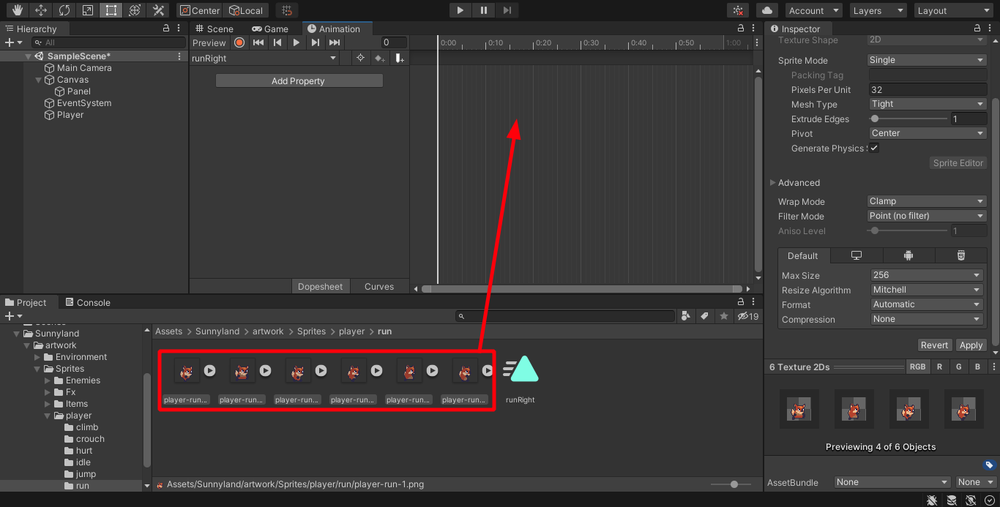 Center
Local
Account
Layers
Layout
Hierarchy
All
SampleScene*
Main Camera
Canvas
Panel
EventSystem
Player
Scene
Game
Animation
Preview
0
runRight
Add Property
0:00
0:10
0:20
0:30
0:40
0:50
1:00
Dopesheet
Curves
Inspector
Texture Shape
2D
Sprite Mode
Single
Packing Tag
Pixels Per Unit
32
Mesh Type
Tight
Extrude Edges
1
Pivot
Center
Generate Physics S
Sprite Editor
Advanced
Wrap Mode
Clamp
Filter Mode
Point (no filter)
Aniso Level
1
Default
Max Size
256
Resize Algorithm
Mitchell
Format
Automatic
Compression
None
Revert
Apply
6 Texture 2Ds
RGB
R
G
B
Previewing 4 of 6 Objects
AssetBundle
None
None
Project
Console
19
Sunnyland
artwork
Environment
Sprites
Enemies
Fx
Items
player
climb
crouch
hurt
idle
jump
run
Assets > Sunnyland > artwork > Sprites > player > run
player-run...
player-run...
player-run...
player-run...
player-run...
player-run...
runRight
Assets/Sunnyland/artwork/Sprites/player/run/player-run-1.png